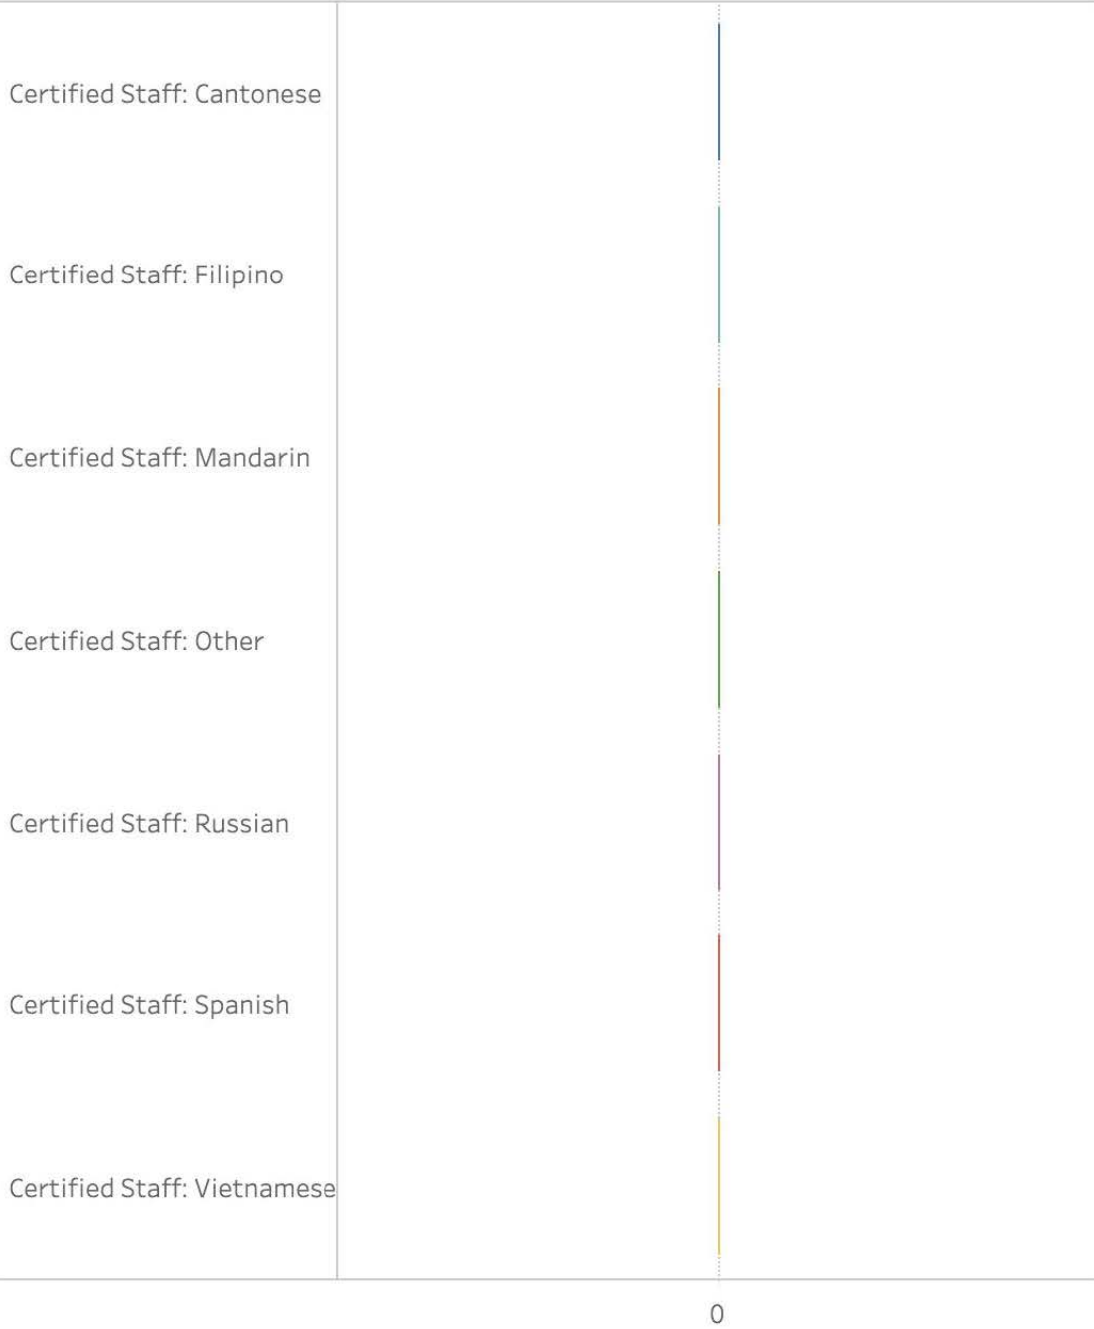 Certified Staff: Cantonese
Certified Staff: Filipino
Certified Staff: Mandarin
Certified Staff: Other
Certified Staff: Russian
Certified Staff: Spanish
Certified Staff: Vietnamese
0